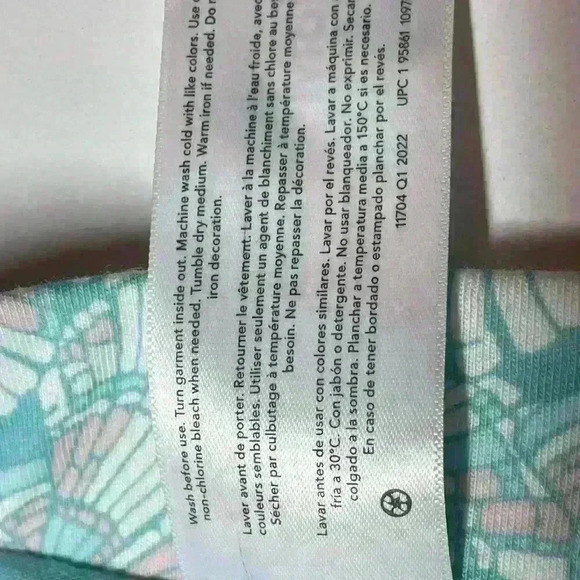 Wash before use. Turn garment inside out. Machine wash cold with like colors. Use
non-chlorine bleach when needed. Tumble dry medium. Warm iron if needed. Do
iron decoration.
Laver avant de porter. Retourner le vêtement. Laver à la machine à l'eau froide, avec
couleurs semblables. Utiliser seulement un agent de blanchiment sans chlore au
Sécher par culbutage à température moyenne. Repasser à température moyenne
besoin. Ne pas repasser la décoration.
Lavar antes de usar con colores similares. Lavar por el revés. Lavar a máquina con
fría a 30°C. Con jabón o detergente. No usar blanqueador. No exprimir.
colgado a la sombra. Planchar a temperatura media a 150°C si es necesario.
En caso de tener bordado o estampado planchar por el revés.
11704 Q1 2022 UPC 1 95861 1097